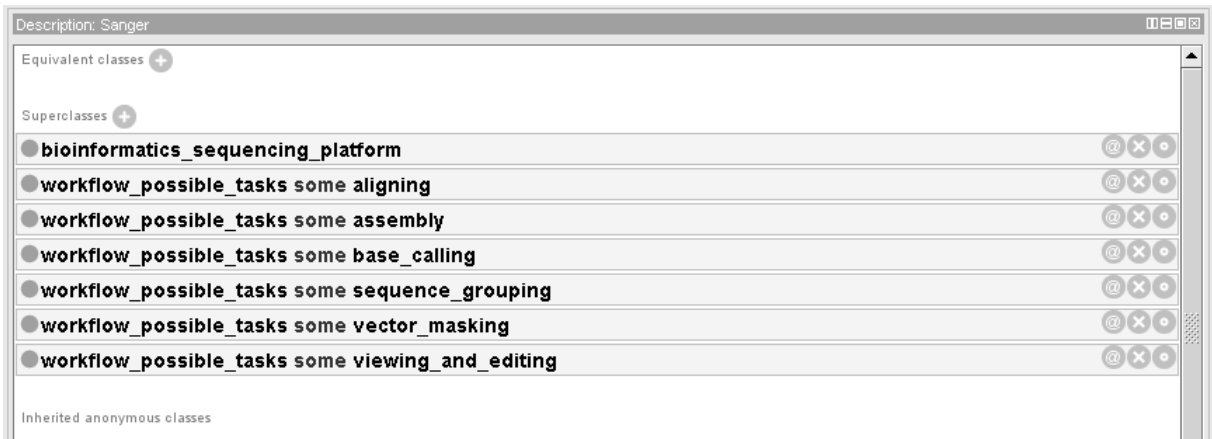 Description: Sanger
Equivalent classes
Superclasses
bioinformatics_sequencing_platform
workflow_possible_tasks some aligning
workflow_possible_tasks some assembly
workflow_possible_tasks some base_calling
workflow_possible_tasks some sequence_grouping
workflow_possible_tasks some vector_masking
workflow_possible_tasks some viewing_and_editing
Inherited anonymous classes